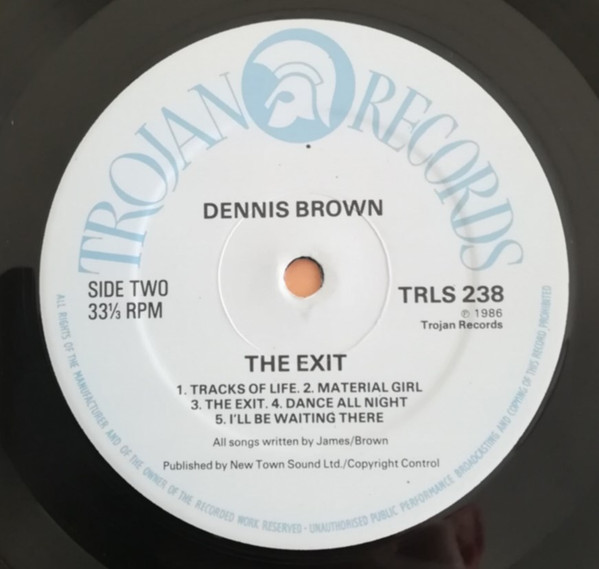 TROJAN RECORDS
DENNIS BROWN
SIDE TWO
33⅓ RPM
TRLS 238
℗ 1986
Trojan Records
THE EXIT
1. TRACKS OF LIFE. 2. MATERIAL GIRL
3. THE EXIT. 4. DANCE ALL NIGHT
5. I'LL BE WAITING THERE
All songs written by James/Brown
Published by New Town Sound Ltd./Copyright Control
ALL RIGHTS OF THE MANUFACTURER AND OF THE OWNER OF THE RECORDED WORK RESERVED · UNAUTHORISED PUBLIC PERFORMANCE BROADCASTING AND COPYING OF THIS RECORD PROHIBITED